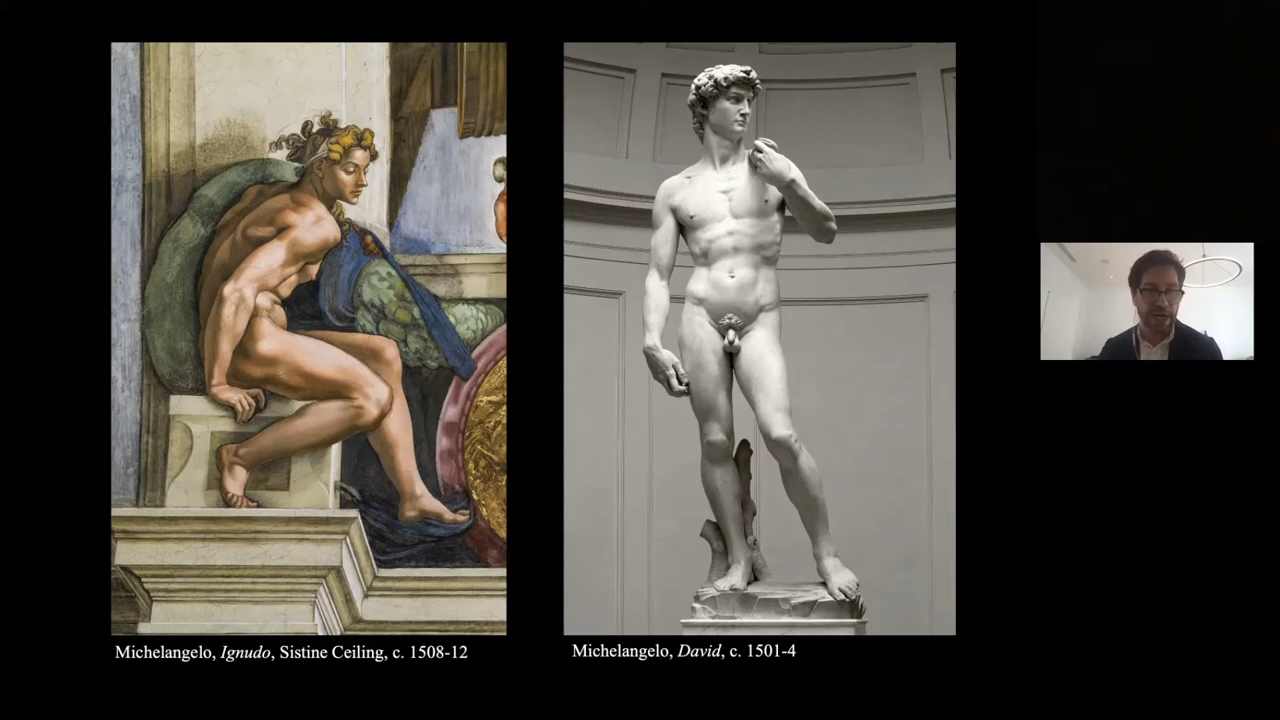 Michelangelo, Ignudo, Sistine Ceiling, c. 1508-12
Michelangelo, David, c. 1501-4